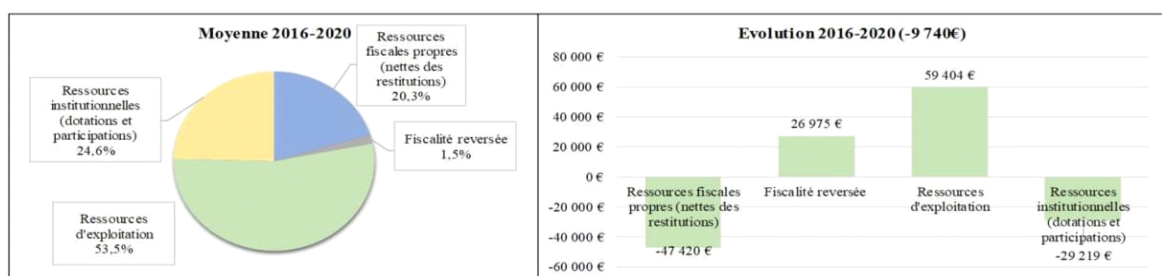 Moyenne 2016-2020
Ressources
fiscales propres
(nettes des
restitutions)
20,3%
Ressources
institutionnelles
(dotations et
participations)
24,6%
Fiscalité reversée
1,5%
Ressources
d'exploitation
53,5%
Evolution 2016-2020 (-9 740€)
80 000 €
60 000 €
40 000 €
20 000 €
0 €
-20 000 €
-40 000 €
-60 000 €
59 404 €
26 975 €
Ressources fiscales
propres (nettes des
restitutions)
Fiscalité reversée
Ressources
d'exploitation
Ressources
institutionnelles
(dotations et
participations)
-47 420 €
-29 219 €